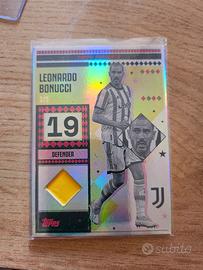 LEONARDO
BONUCCI
19
DEFENDER
Topps
subito